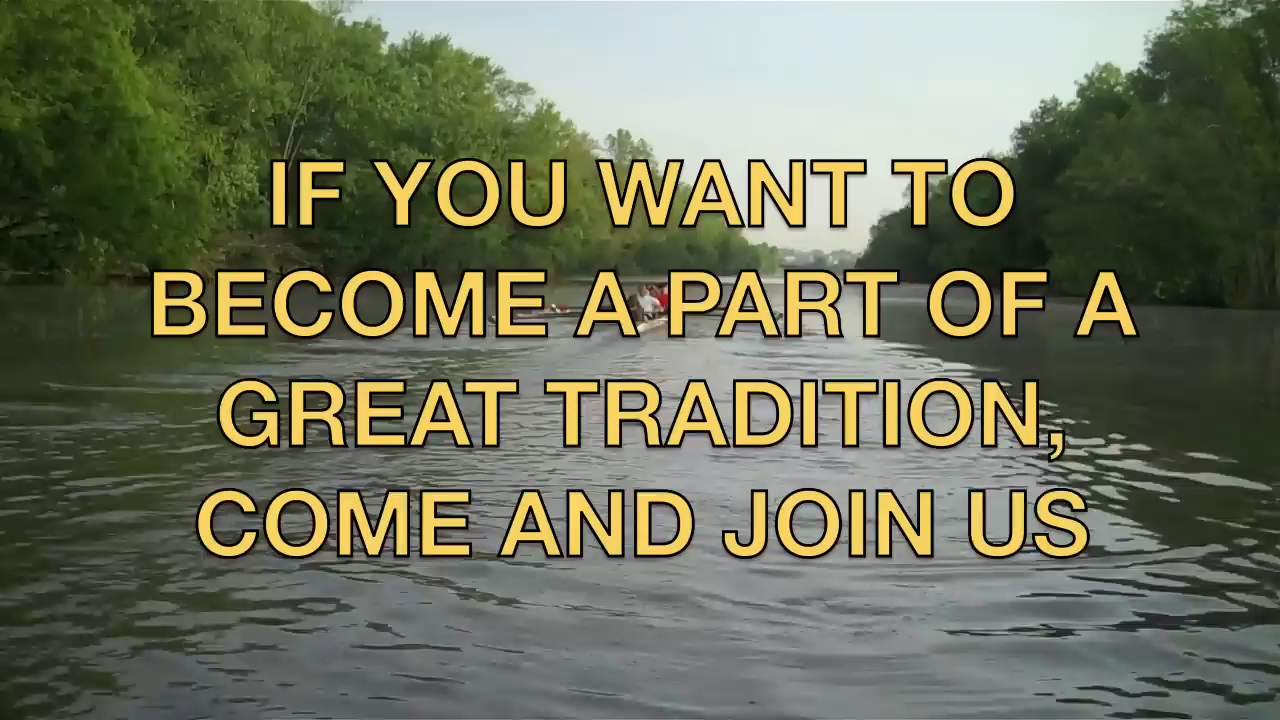 IF YOU WANT TO
BECOME A PART OF A
GREAT TRADITION,
COME AND JOIN US